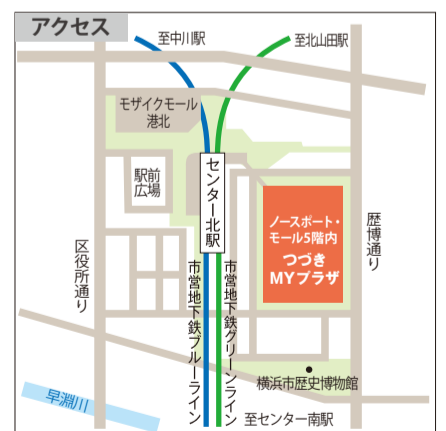 アクセス
至中川駅
至北山田駅
モザイクモール
港北
駅前
広場
センター北駅
ノースポート・
モール5階内
つづき
MYプラザ
歴博通り
区役所通り
市営地下鉄ブルーライン
市営地下鉄グリーンライン
横浜市歴史博物館
早淵川
至センター南駅